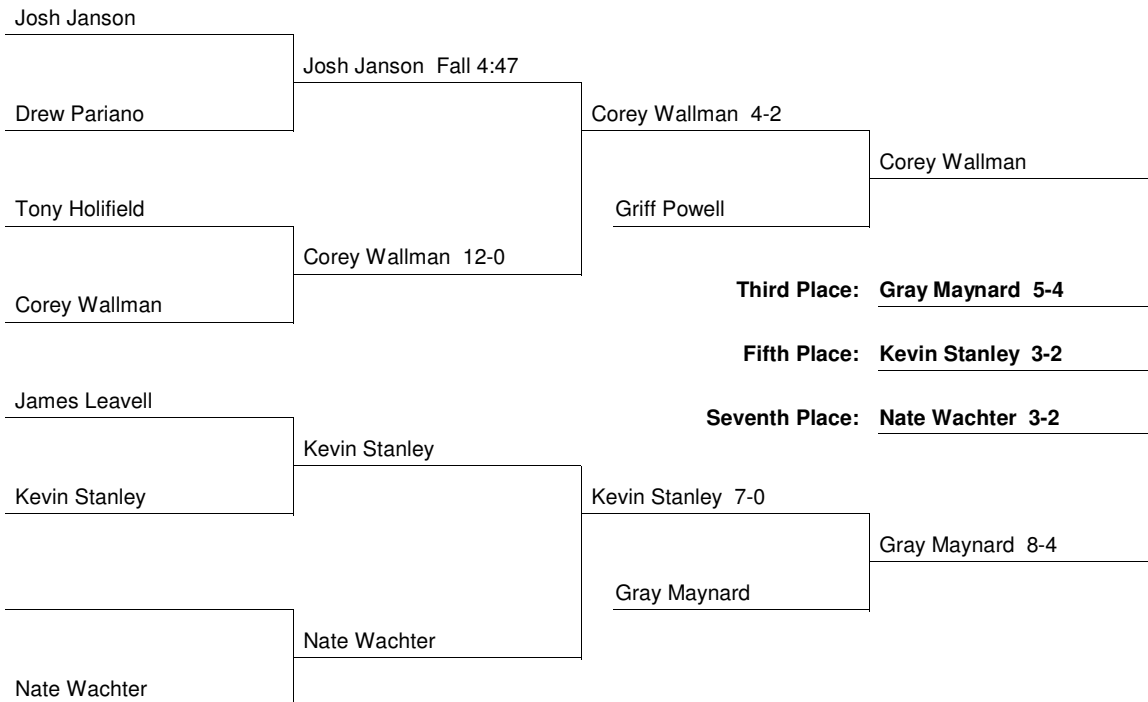 Josh Janson
Josh Janson  Fall 4:47
Drew Pariano
Corey Wallman  4-2
Corey Wallman
Tony Holifield
Griff Powell
Corey Wallman  12-0
Third Place:  Gray Maynard  5-4
Corey Wallman
Fifth Place:  Kevin Stanley  3-2
James Leavell
Seventh Place:  Nate Wachter  3-2
Kevin Stanley
Kevin Stanley
Kevin Stanley  7-0
Gray Maynard  8-4
Gray Maynard
Nate Wachter
Nate Wachter